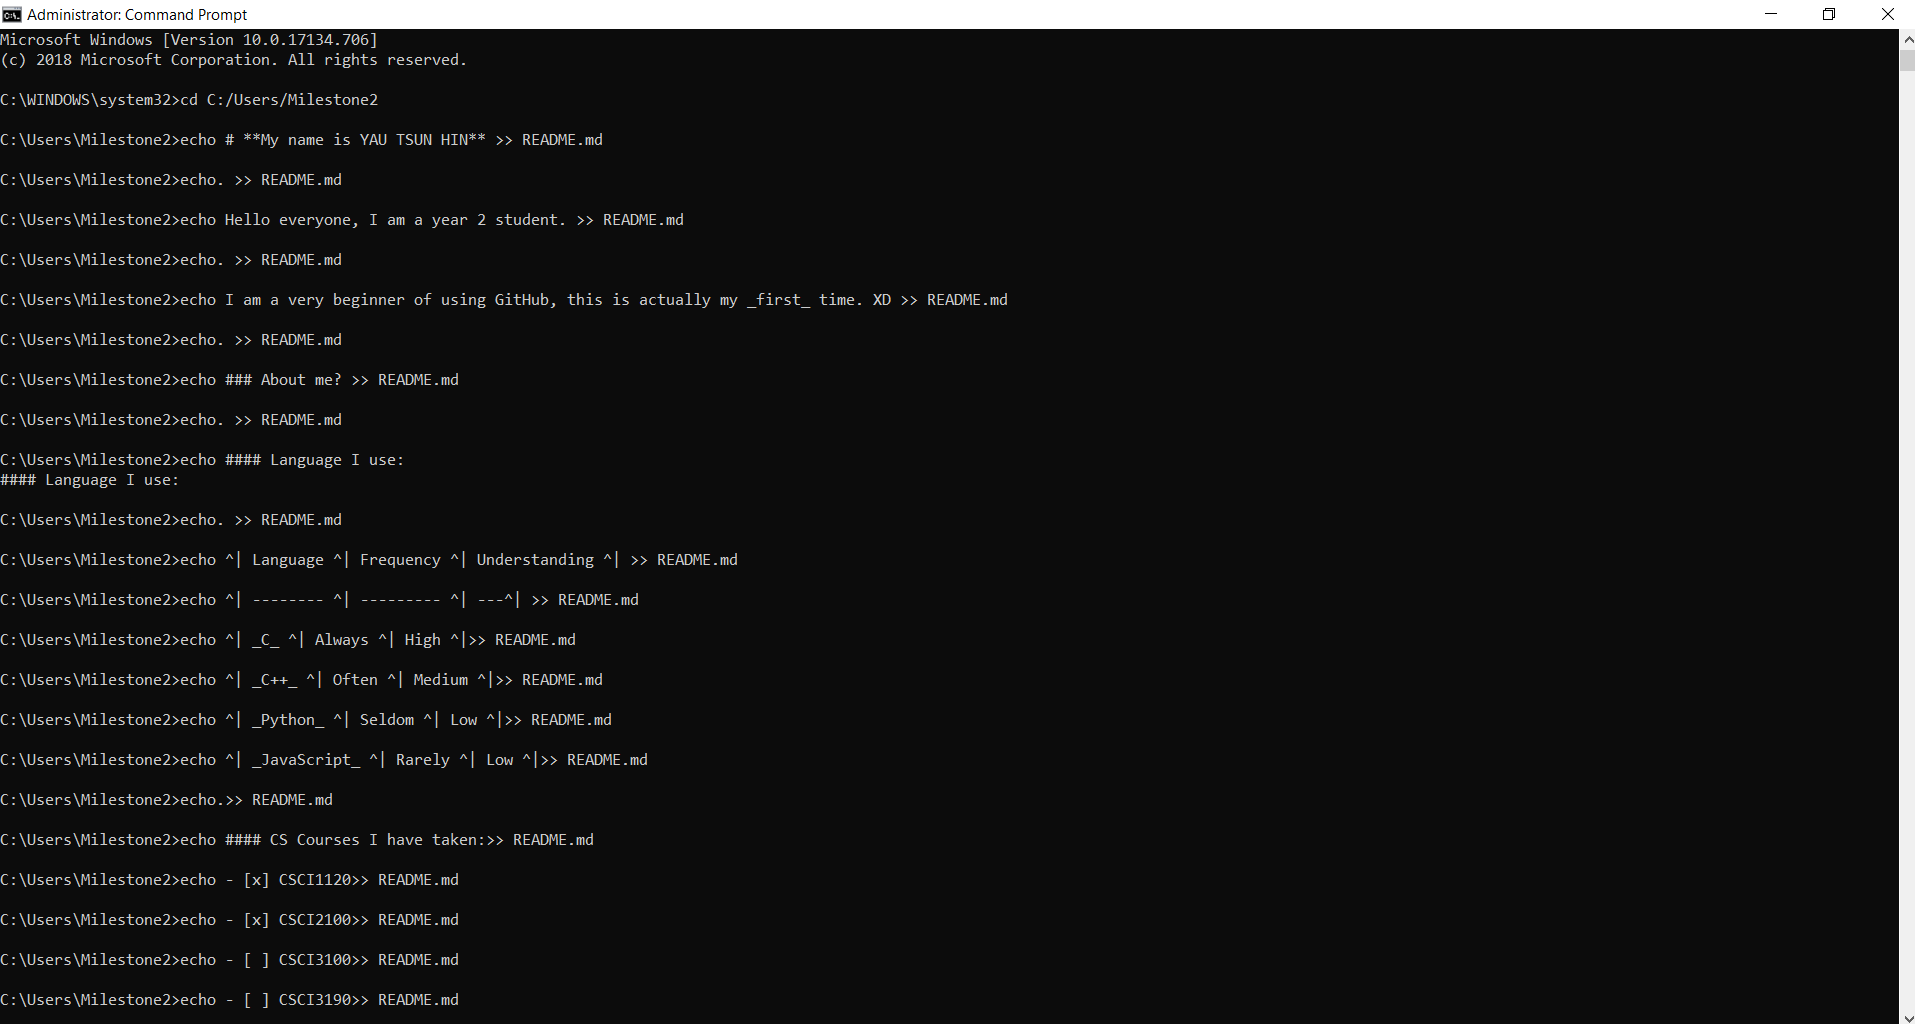 Administrator: Command Prompt
Microsoft Windows [Version 10.0.17134.706]
(c) 2018 Microsoft Corporation. All rights reserved.
C:\WINDOWS\system32>cd C:/Users/Milestone2
C:\Users\Milestone2>echo # **My name is YAU TSUN HIN** >> README.md
C:\Users\Milestone2>echo. >> README.md
C:\Users\Milestone2>echo Hello everyone, I am a year 2 student. >> README.md
C:\Users\Milestone2>echo. >> README.md
C:\Users\Milestone2>echo I am a very beginner of using GitHub, this is actually my _first_ time. XD >> README.md
C:\Users\Milestone2>echo. >> README.md
C:\Users\Milestone2>echo ### About me? >> README.md
C:\Users\Milestone2>echo. >> README.md
C:\Users\Milestone2>echo #### Language I use:
#### Language I use:
C:\Users\Milestone2>echo. >> README.md
C:\Users\Milestone2>echo ^| Language ^| Frequency ^| Understanding ^| >> README.md
C:\Users\Milestone2>echo ^| -------- ^| --------- ^| ---^| >> README.md
C:\Users\Milestone2>echo ^| _C_ ^| Always ^| High ^|>> README.md
C:\Users\Milestone2>echo ^| _C++_ ^| Often ^| Medium ^|>> README.md
C:\Users\Milestone2>echo ^| _Python_ ^| Seldom ^| Low ^|>> README.md
C:\Users\Milestone2>echo ^| _JavaScript_ ^| Rarely ^| Low ^|>> README.md
C:\Users\Milestone2>echo.>> README.md
C:\Users\Milestone2>echo #### CS Courses I have taken:>> README.md
C:\Users\Milestone2>echo - [x] CSCI1120>> README.md
C:\Users\Milestone2>echo - [x] CSCI2100>> README.md
C:\Users\Milestone2>echo - [ ] CSCI3100>> README.md
C:\Users\Milestone2>echo - [ ] CSCI3190>> README.md